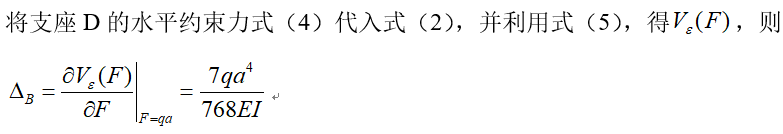 将支座 D 的水平约束力式（4）代入式（2），并利用式（5），得$V_{\varepsilon}(F)$，则
$\Delta_B = \left. \dfrac{\partial V_{\varepsilon}(F)}{\partial F} \right|_{F=qa} = \dfrac{7qa^4}{768EI}$